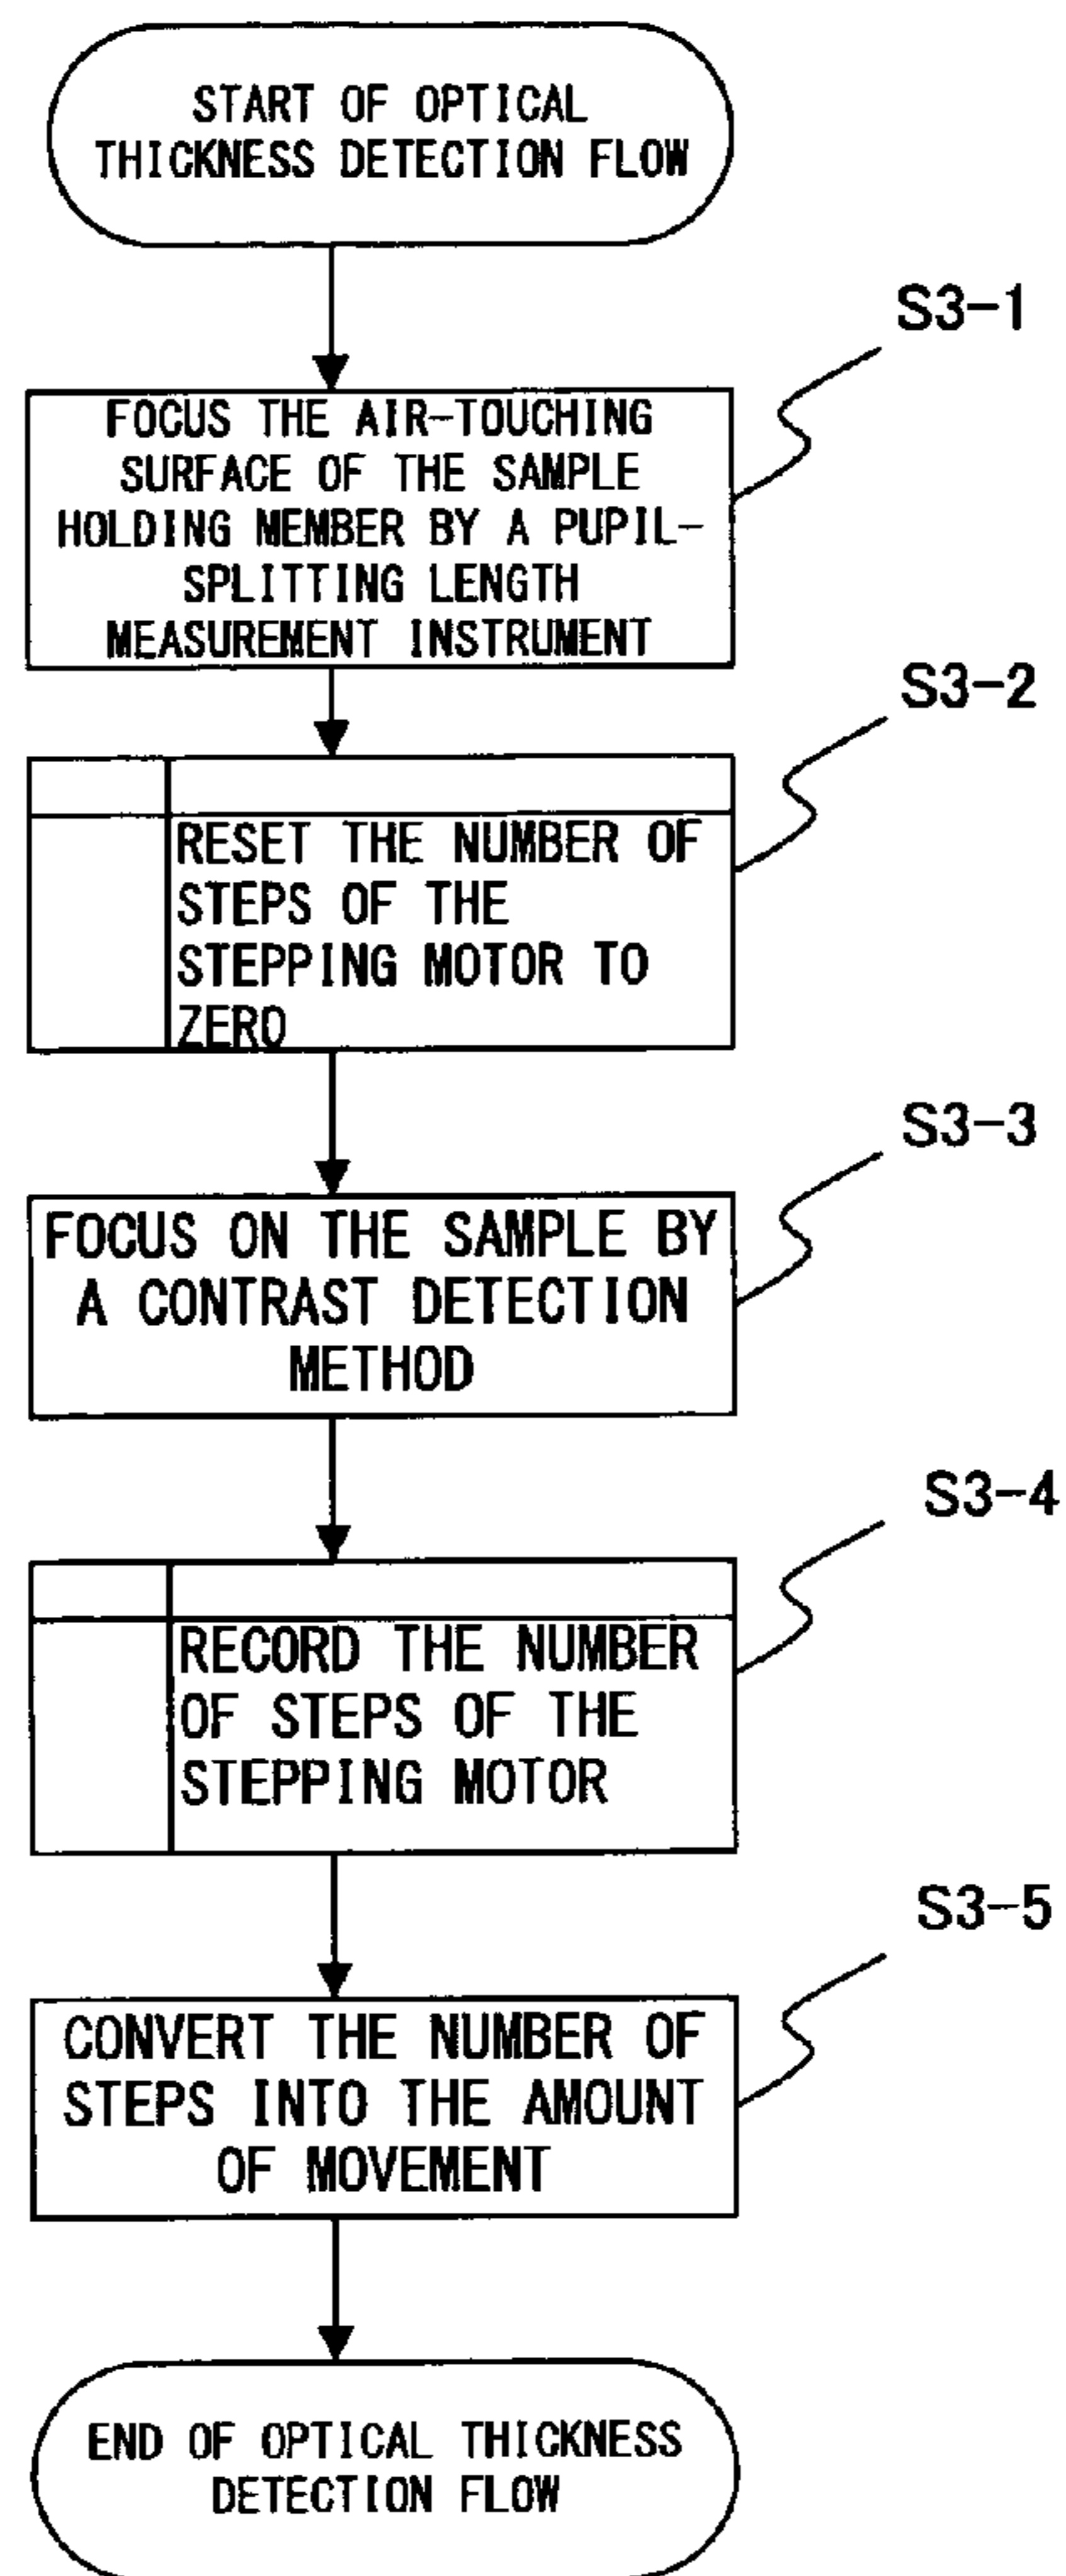 START OF OPTICAL
THICKNESS DETECTION FLOW
S3-1
FOCUS THE AIR-TOUCHING
SURFACE OF THE SAMPLE
HOLDING MEMBER BY A PUPIL-
SPLITTING LENGTH
MEASUREMENT INSTRUMENT
S3-2
RESET THE NUMBER OF
STEPS OF THE
STEPPING MOTOR TO
ZERO
S3-3
FOCUS ON THE SAMPLE BY
A CONTRAST DETECTION
METHOD
S3-4
RECORD THE NUMBER
OF STEPS OF THE
STEPPING MOTOR
S3-5
CONVERT THE NUMBER OF
STEPS INTO THE AMOUNT
OF MOVEMENT
END OF OPTICAL THICKNESS
DETECTION FLOW